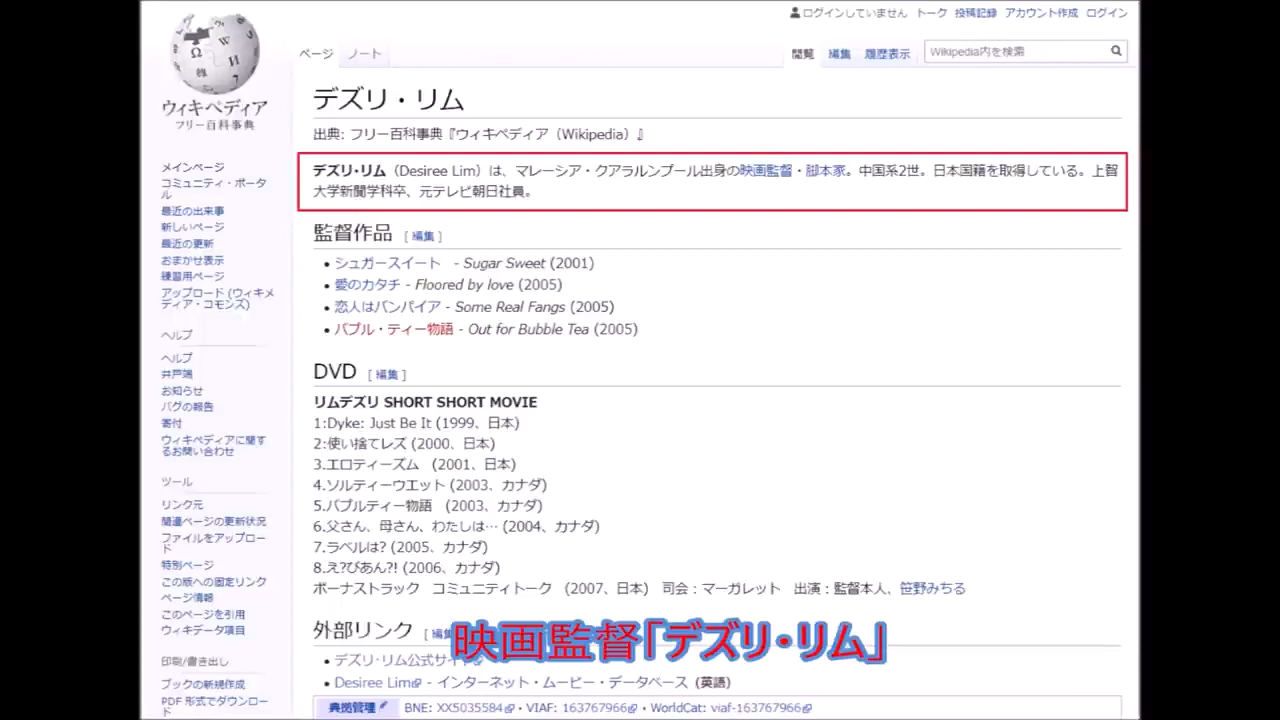 ログインしていません トーク 投稿記録 アカウント作成 ログイン
ページ ノート 閲覧 編集 履歴表示 Wikipedia内を検索
ウィキペディア
フリー百科事典
メインページ
コミュニティ・ポータ
ル
最近の出来事
新しいページ
最近の更新
おまかせ表示
練習用ページ
アップロード (ウィキメ
ディア・コモンズ)
ヘルプ
ヘルプ
井戸端
お知らせ
バグの報告
寄付
ウィキペディアに関す
るお問い合わせ
ツール
リンク元
関連ページの更新状況
ファイルをアップロー
ド
特別ページ
この版への固定リンク
ページ情報
このページを引用
ウィキデータ項目
印刷/書き出し
ブックの新規作成
PDF 形式でダウンロー
ド
デズリ・リム
出典: フリー百科事典『ウィキペディア（Wikipedia）』
デズリ・リム（Desiree Lim）は、マレーシア・クアラルンプール出身の映画監督・脚本家。中国系2世。日本国籍を取得している。上智
大学新聞学科卒、元テレビ朝日社員。
監督作品 [ 編集 ]
• シュガースイート - Sugar Sweet (2001)
• 愛のカタチ - Floored by love (2005)
• 恋人はバンパイア - Some Real Fangs (2005)
• バブル・ティー物語 - Out for Bubble Tea (2005)
DVD [ 編集 ]
リムデズリ SHORT SHORT MOVIE
1:Dyke: Just Be It (1999、日本)
2:使い捨てレズ (2000、日本)
3.エロティーズム (2001、日本)
4.ソルティーウエット (2003、カナダ)
5.バブルティー物語 (2003、カナダ)
6.父さん、母さん、わたしは… (2004、カナダ)
7.ラベルは? (2005、カナダ)
8.え?びあん?! (2006、カナダ)
ボーナストラック コミュニティトーク (2007、日本) 司会：マーガレット 出演：監督本人、笹野みちる
外部リンク [ 編
映画監督「デズリ・リム」
• デズリ・リム公式サイト
• Desiree Lim - インターネット・ムービー・データベース (英語)
典拠管理 BNE: XX5035584 • VIAF: 163767966 • WorldCat: viaf-163767966